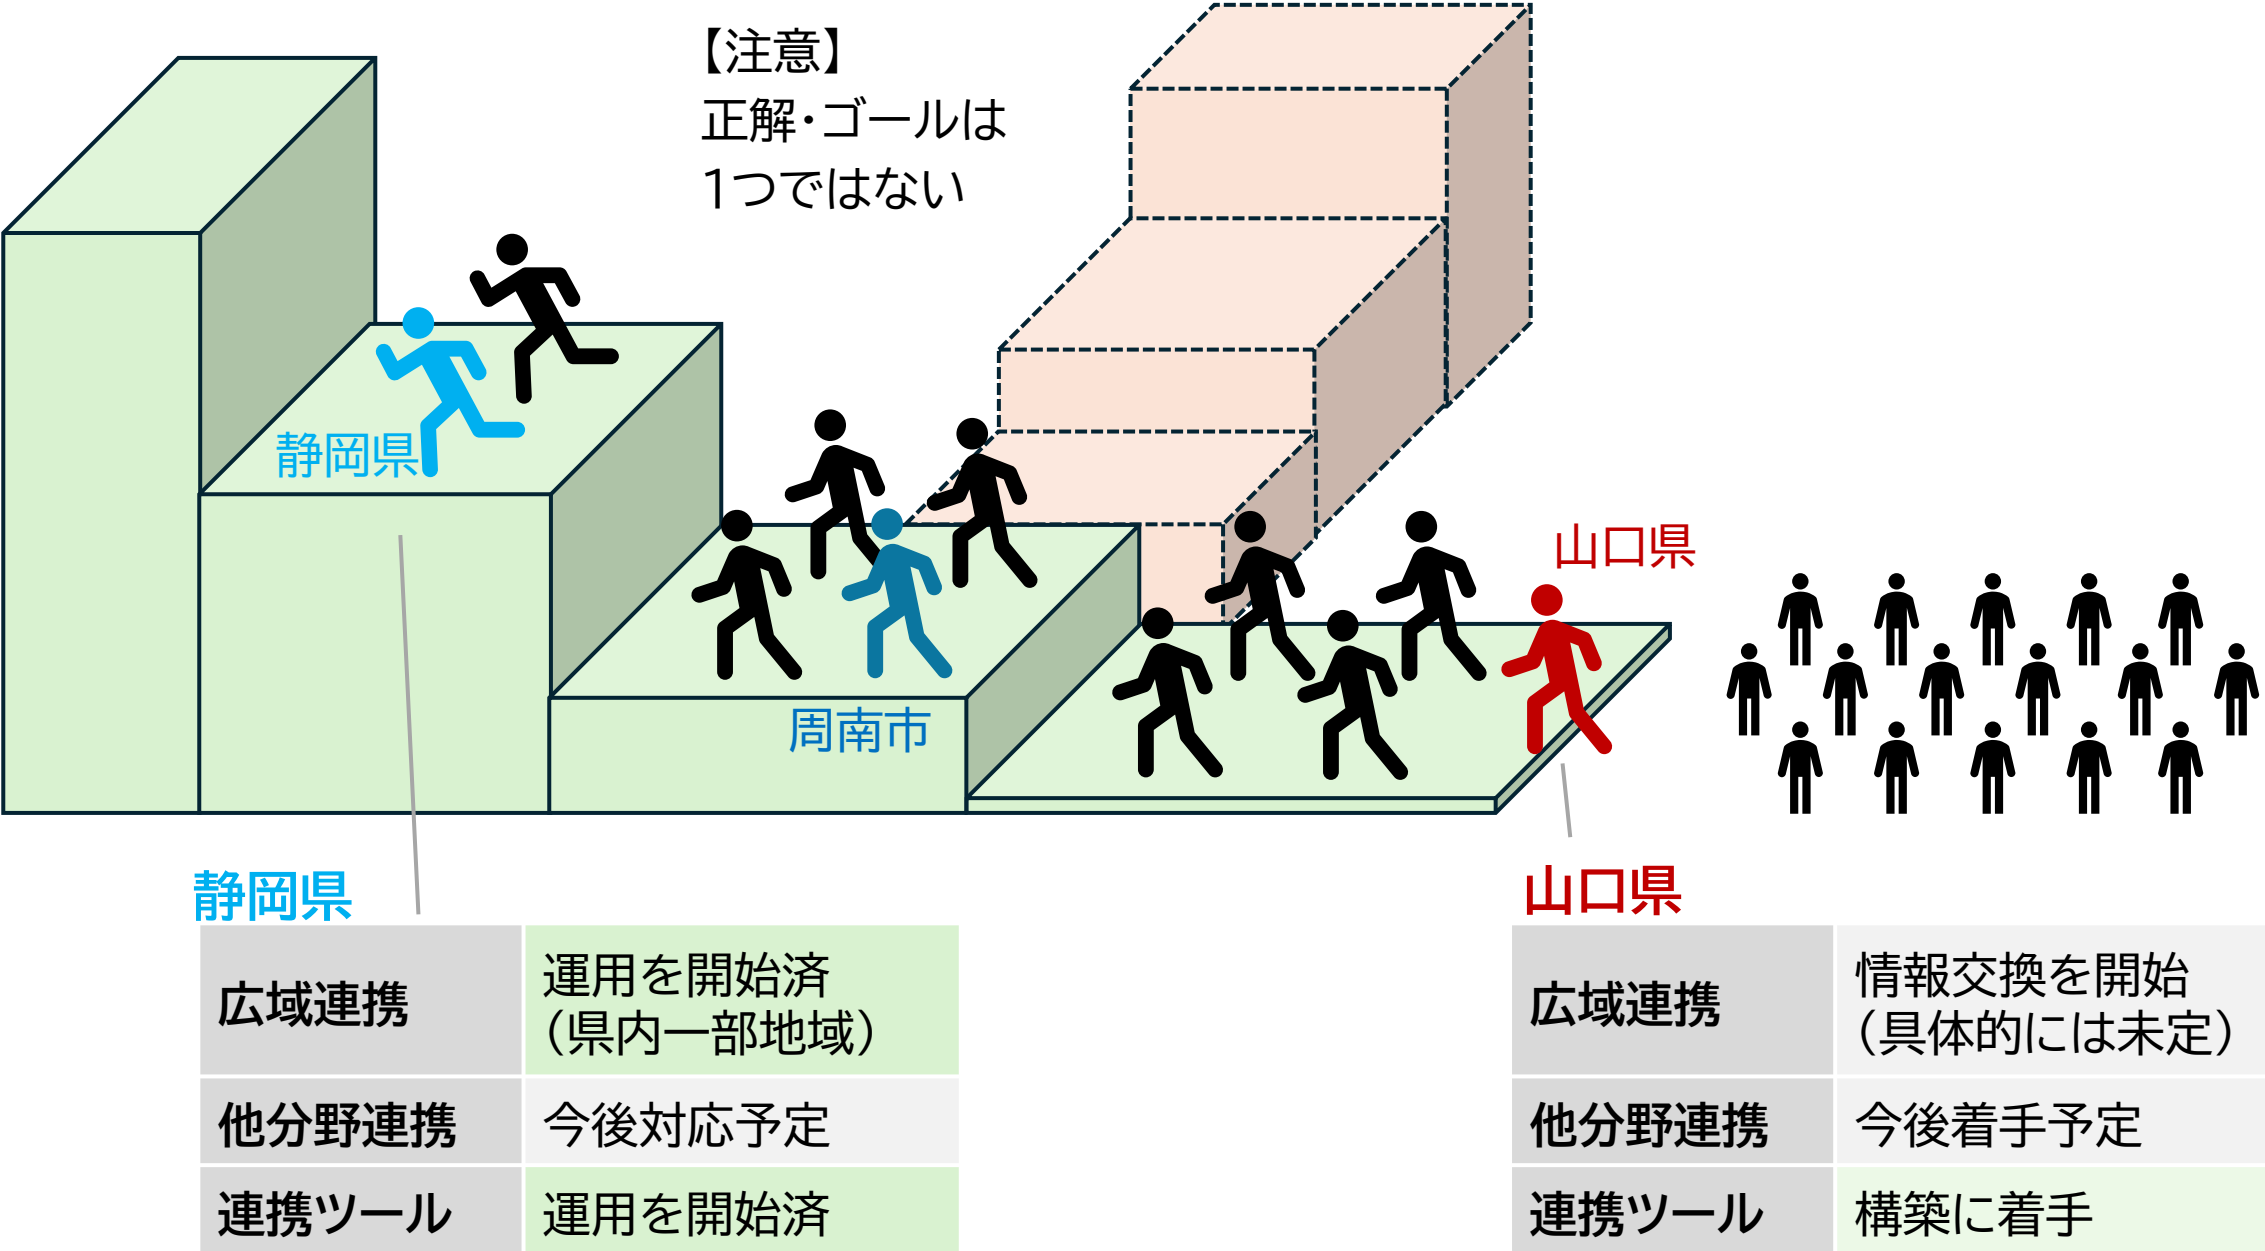 【注意】
正解・ゴールは
1つではない
静岡県
周南市
山口県
静岡県
広域連携
運用を開始済
（県内一部地域）
他分野連携
今後対応予定
連携ツール
運用を開始済
山口県
広域連携
情報交換を開始
（具体的には未定）
他分野連携
今後着手予定
連携ツール
構築に着手